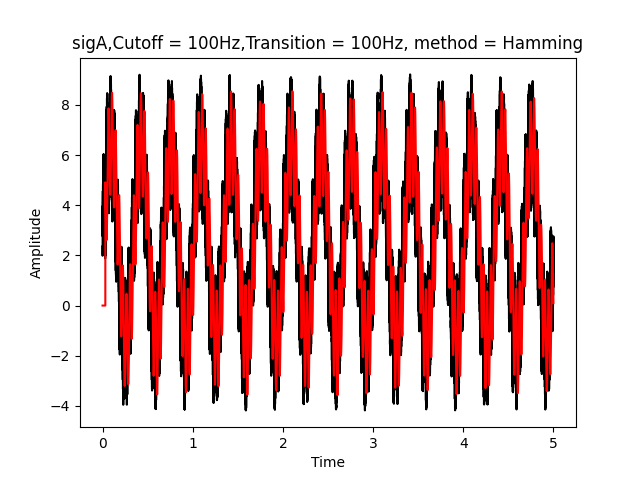 sigA,Cutoff = 100Hz,Transition = 100Hz, method = Hamming
8
6
4
2
0
−2
−4
Amplitude
0 1 2 3 4 5
Time